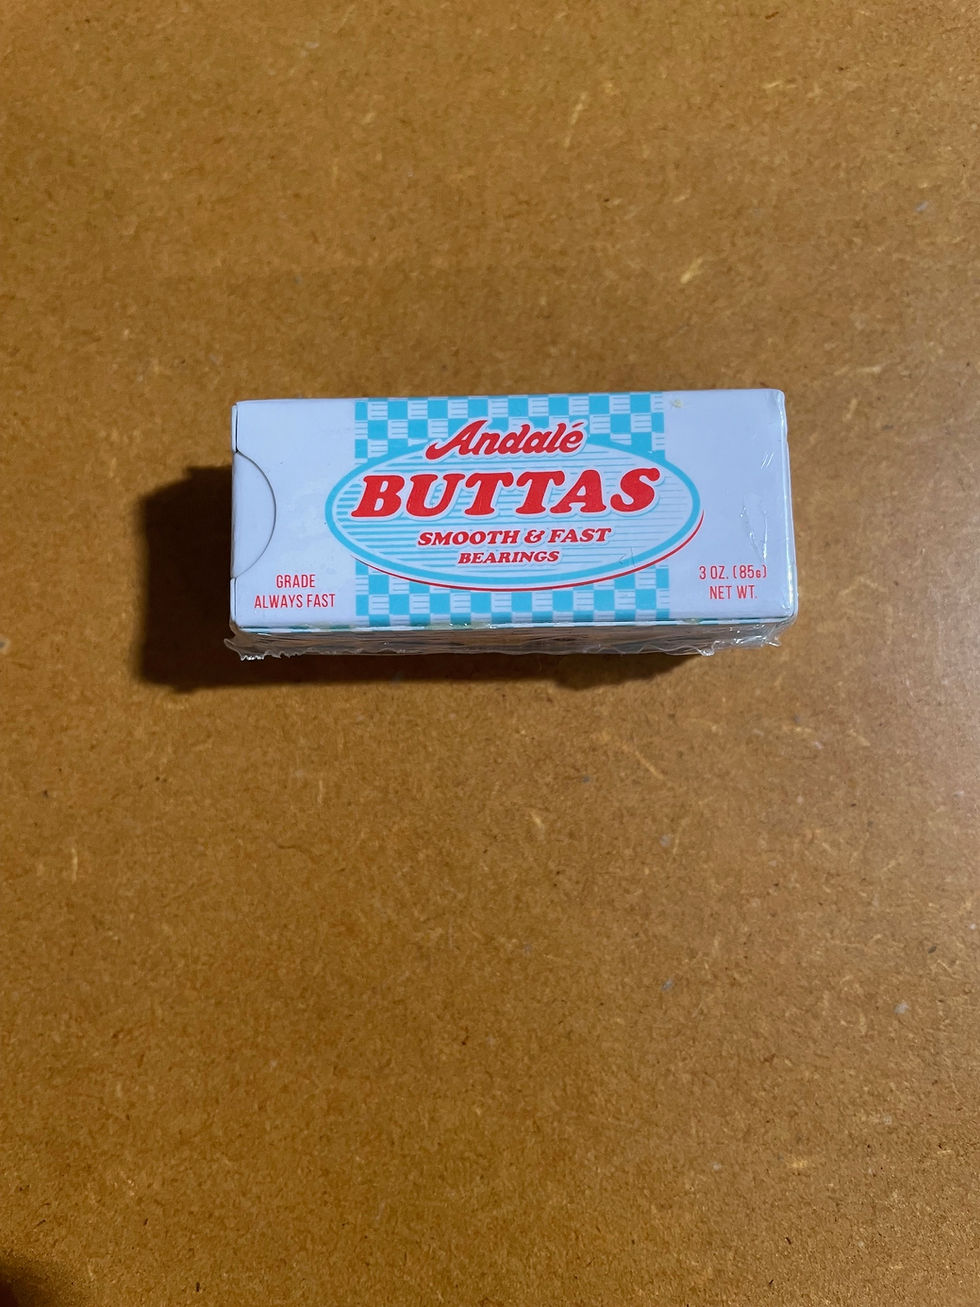 Andalé
BUTTAS
SMOOTH & FAST
BEARINGS
GRADE
ALWAYS FAST
3 OZ. (85G)
NET WT.